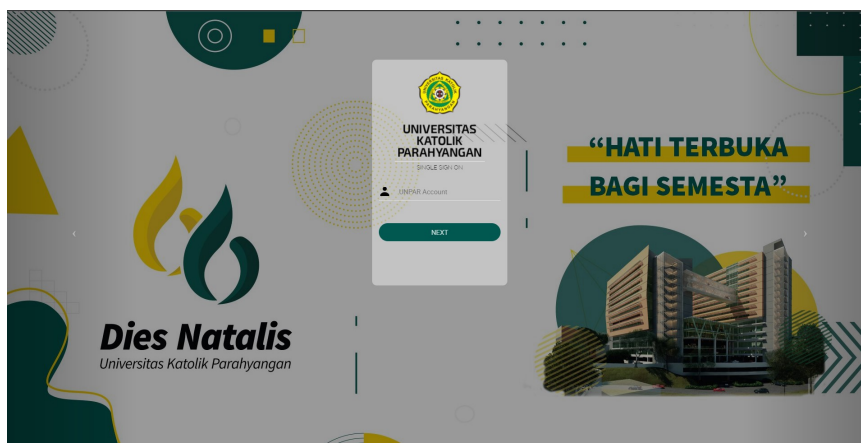 UNIVERSITAS
KATOLIK
PARAHYANGAN
SINGLE SIGN ON
UNPAR Account
NEXT
Dies Natalis
Universitas Katolik Parahyangan
“HATI TERBUKA
BAGI SEMESTA”